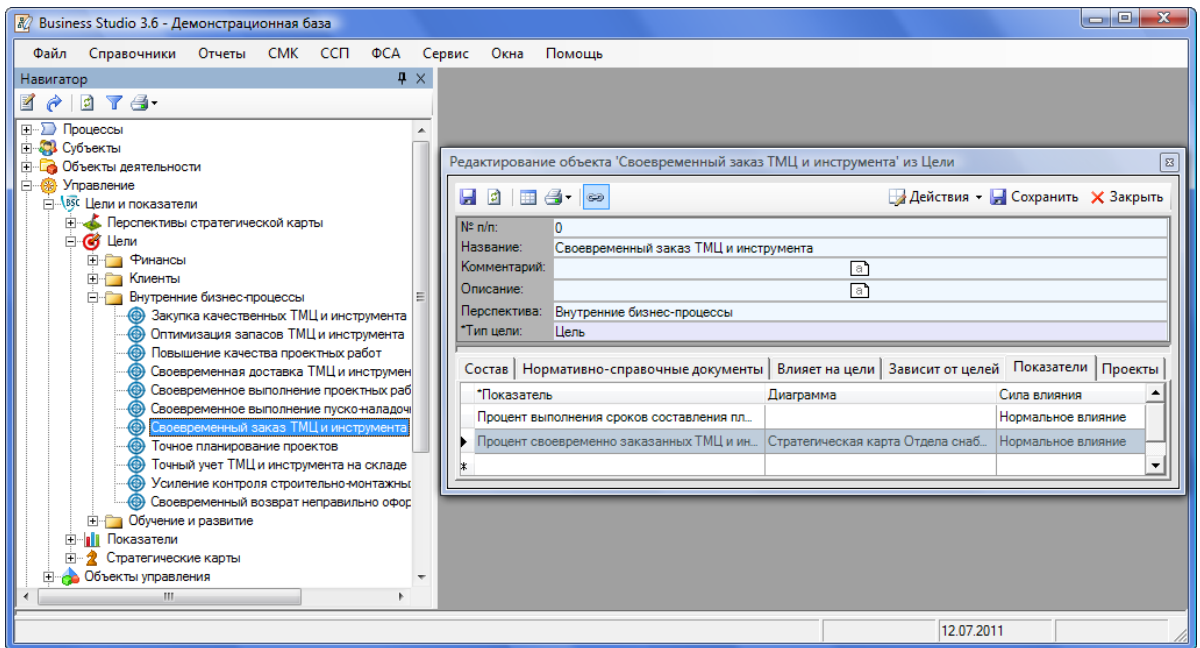 Business Studio 3.6 - Демонстрационная база
Файл Справочники Отчеты СМК ССП ФСА Сервис Окна Помощь
Навигатор
Процессы
Субъекты
Объекты деятельности
Управление
BSC Цели и показатели
Перспективы стратегической карты
Цели
Финансы
Клиенты
Внутренние бизнес-процессы
Закупка качественных ТМЦ и инструмента
Оптимизация запасов ТМЦ и инструмента
Повышение качества проектных работ
Своевременная доставка ТМЦ и инструмен
Своевременное выполнение проектных раб
Своевременное выполнение пуско-наладоч
Своевременный заказ ТМЦ и инструмента
Точное планирование проектов
Точный учет ТМЦ и инструмента на складе
Усиление контроля строительно-монтажны
Своевременный возврат неправильно офор
Обучение и развитие
Показатели
Стратегические карты
Объекты управления
Редактирование объекта 'Своевременный заказ ТМЦ и инструмента' из Цели
Действия Сохранить Закрыть
№ п/п: 0
Название: Своевременный заказ ТМЦ и инструмента
Комментарий: a
Описание: a
Перспектива: Внутренние бизнес-процессы
*Тип цели: Цель
Состав Нормативно-справочные документы Влияет на цели Зависит от целей Показатели Проекты
*Показатель Диаграмма Сила влияния
Процент выполнения сроков составления пл... Нормальное влияние
Процент своевременно заказанных ТМЦ и ин... Стратегическая карта Отдела снаб... Нормальное влияние
*
12.07.2011